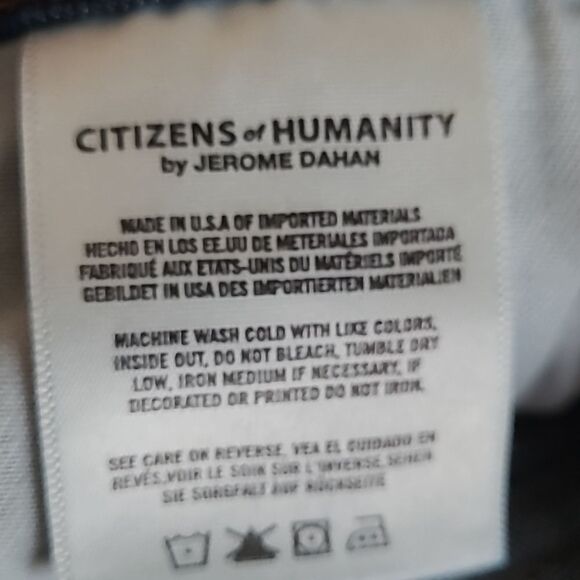 CITIZENS of HUMANITY
by JEROME DAHAN
MADE IN U.S.A OF IMPORTED MATERIALS
HECHO EN LOS EE.UU DE METERIALES IMPORTADA
FABRIQUÉ AUX ETATS-UNIS DU MATÉRIELS IMPORTÉ
GEBILDET IN USA DES IMPORTIERTEN MATERIALIEN
MACHINE WASH COLD WITH LIKE COLORS,
INSIDE OUT, DO NOT BLEACH, TUMBLE DRY
LOW, IRON MEDIUM IF NECESSARY, IF
DECORATED OR PRINTED DO NOT IRON.
SEE CARE ON REVERSE, VEA EL CUIDADO EN
REVÉS, VOIR LE SOIN SUR L'INVERSE, SEHEN
SIE SORGFALT AUF RÜCKSEITE